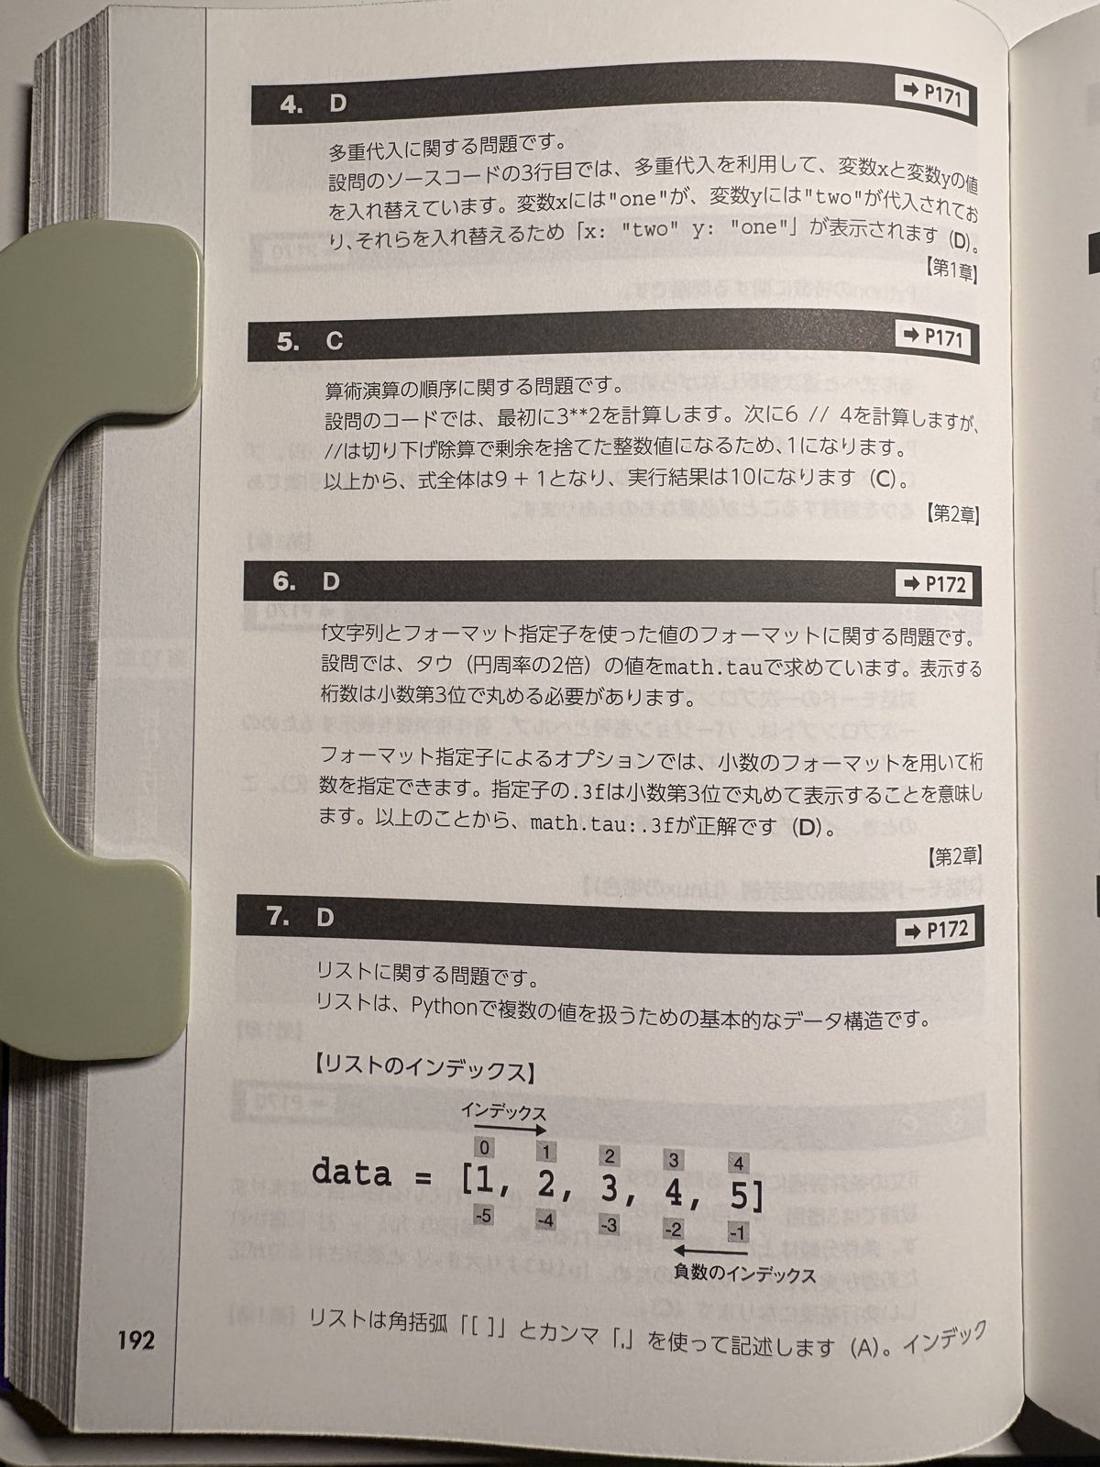 4. D
➡ P171
多重代入に関する問題です。
設問のソースコードの3行目では、多重代入を利用して、変数xと変数yの値
を入れ替えています。変数xには"one"が、変数yには"two"が代入されてお
り、それらを入れ替えるため「x: "two" y: "one"」が表示されます（D）。
【第1章】
5. C
➡ P171
算術演算の順序に関する問題です。
設問のコードでは、最初に3**2を計算します。次に6 // 4を計算しますが、
//は切り下げ除算で剰余を捨てた整数値になるため、1になります。
以上から、式全体は9 + 1となり、実行結果は10になります（C）。
【第2章】
6. D
➡ P172
f文字列とフォーマット指定子を使った値のフォーマットに関する問題です。
設問では、タウ（円周率の2倍）の値をmath.tauで求めています。表示する
桁数は小数第3位で丸める必要があります。
フォーマット指定子によるオプションでは、小数のフォーマットを用いて桁
数を指定できます。指定子の.3fは小数第3位で丸めて表示することを意味し
ます。以上のことから、math.tau:.3fが正解です（D）。
【第2章】
7. D
➡ P172
リストに関する問題です。
リストは、Pythonで複数の値を扱うための基本的なデータ構造です。
【リストのインデックス】
インデックス
0 1 2 3 4
data = [1, 2, 3, 4, 5]
-5 -4 -3 -2 -1
負数のインデックス
リストは角括弧「[ ]」とカンマ「,」を使って記述します（A）。インデック
192